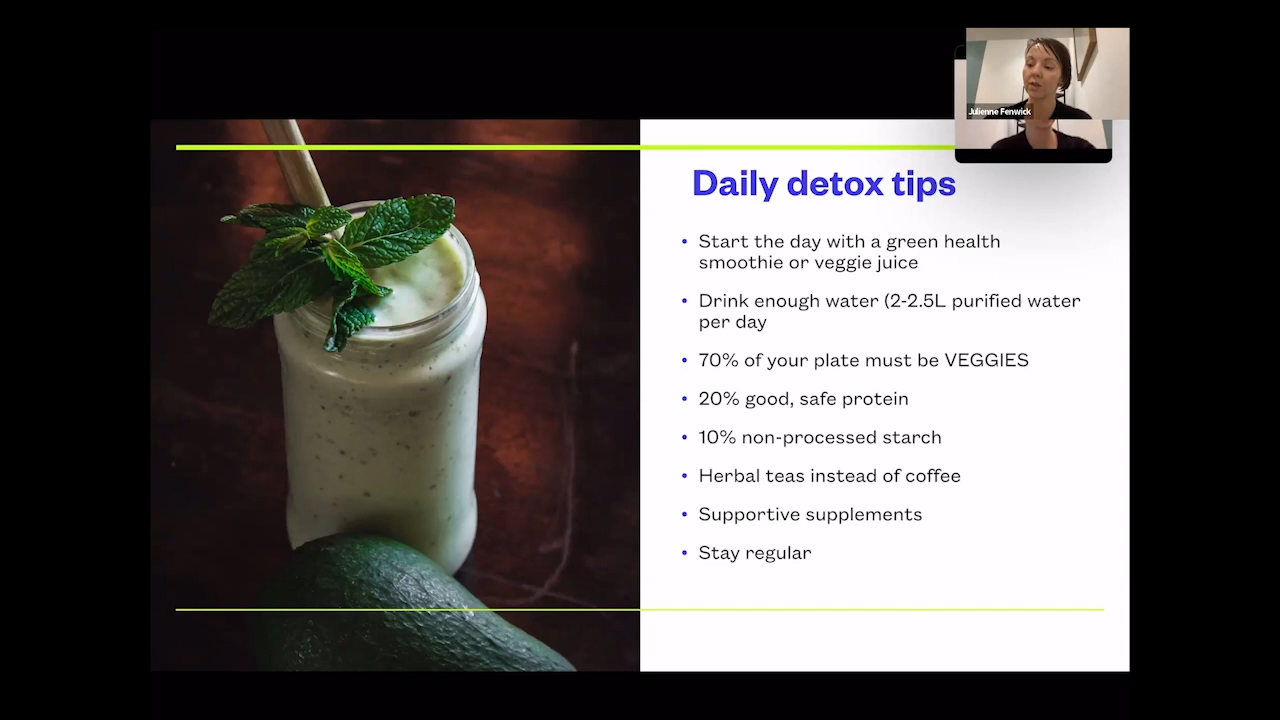 Julienne Fenwick
Daily detox tips
• Start the day with a green health
smoothie or veggie juice
• Drink enough water (2-2.5L purified water
per day
• 70% of your plate must be VEGGIES
• 20% good, safe protein
• 10% non-processed starch
• Herbal teas instead of coffee
• Supportive supplements
• Stay regular